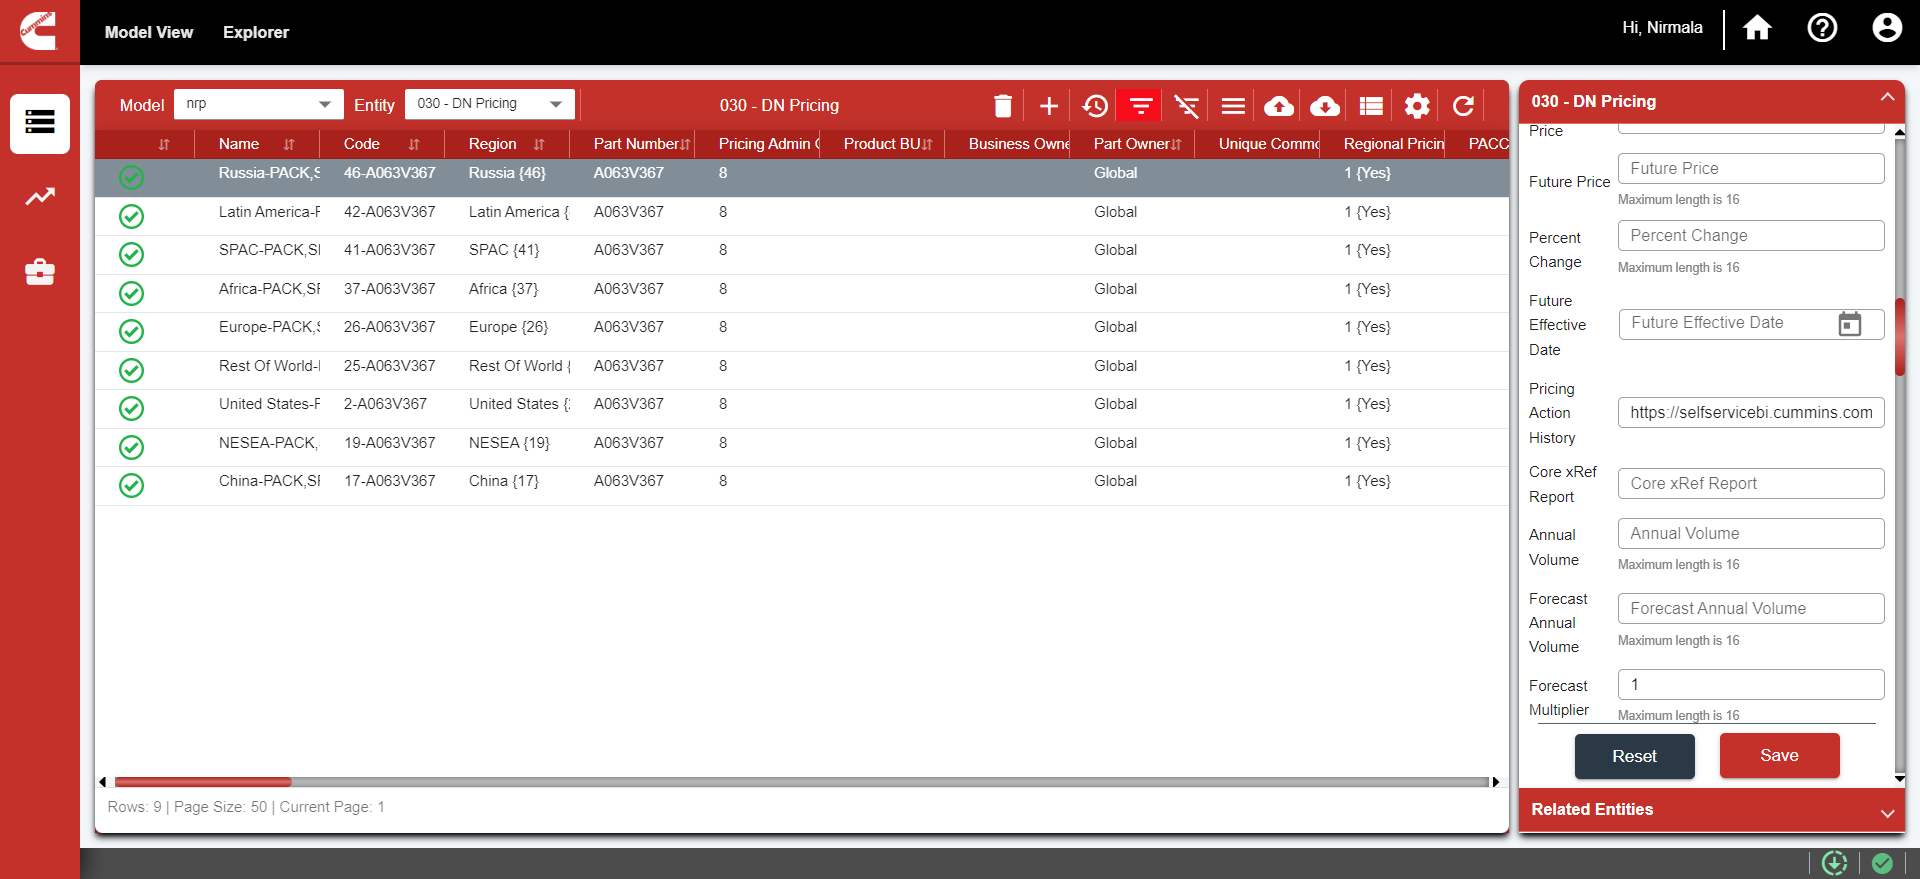 Cummins
Model View Explorer Hi, Nirmala
Model nrp Entity 030 - DN Pricing 030 - DN Pricing
Name Code Region Part Number Pricing Admin Product BU Business Owne Part Owner Unique Commo Regional Pricin PACC
Russia-PACK,S 46-A063V367 Russia {46} A063V367 8 Global 1 {Yes}
Latin America-P 42-A063V367 Latin America { A063V367 8 Global 1 {Yes}
SPAC-PACK,SI 41-A063V367 SPAC {41} A063V367 8 Global 1 {Yes}
Africa-PACK,SF 37-A063V367 Africa {37} A063V367 8 Global 1 {Yes}
Europe-PACK,S 26-A063V367 Europe {26} A063V367 8 Global 1 {Yes}
Rest Of World- 25-A063V367 Rest Of World { A063V367 8 Global 1 {Yes}
United States-F 2-A063V367 United States { A063V367 8 Global 1 {Yes}
NESEA-PACK, 19-A063V367 NESEA {19} A063V367 8 Global 1 {Yes}
China-PACK,SF 17-A063V367 China {17} A063V367 8 Global 1 {Yes}
Rows: 9 | Page Size: 50 | Current Page: 1
030 - DN Pricing
Price
Future Price Future Price
Maximum length is 16
Percent Change Percent Change
Maximum length is 16
Future Effective Date Future Effective Date
Pricing Action History https://selfservicebi.cummins.com
Core xRef Report Core xRef Report
Annual Volume Annual Volume
Maximum length is 16
Forecast Annual Volume Forecast Annual Volume
Maximum length is 16
Forecast Multiplier 1
Maximum length is 16
Reset Save
Related Entities